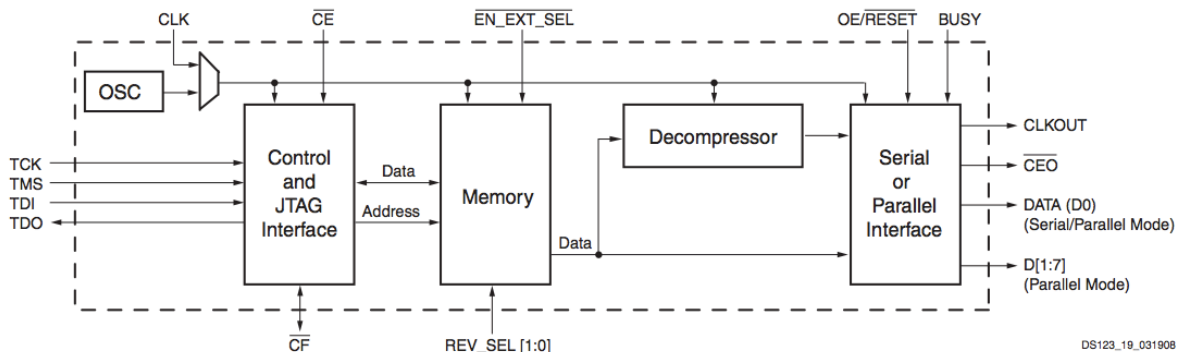 CLK
CE
EN_EXT_SEL
OE/RESET
BUSY
OSC
Decompressor
Control
and
JTAG
Interface
Memory
Serial
or
Parallel
Interface
TCK
TMS
TDI
TDO
Data
Address
Data
CLKOUT
CEO
DATA (D0)
(Serial/Parallel Mode)
D[1:7]
(Parallel Mode)
CF
REV_SEL [1:0]
DS123_19_031908